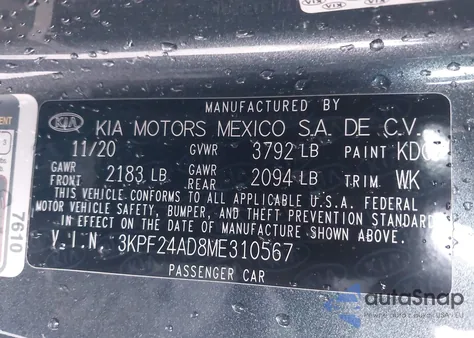 MANUFACTURED BY
KIA KIA MOTORS MEXICO S.A. DE C.V.
11/20 GVWR 3792 LB PAINT
GAWR FRONT 2183 LB GAWR REAR 2094 LB TRIM WK
THIS VEHICLE CONFORMS TO ALL APPLICABLE U.S.A. FEDERAL
MOTOR VEHICLE SAFETY, BUMPER, AND THEFT PREVENTION STANDARD
IN EFFECT ON THE DATE OF MANUFACTURE SHOWN ABOVE.
V.I.N. 3KPF24AD8ME310567
PASSENGER CAR
7610
autoSnap